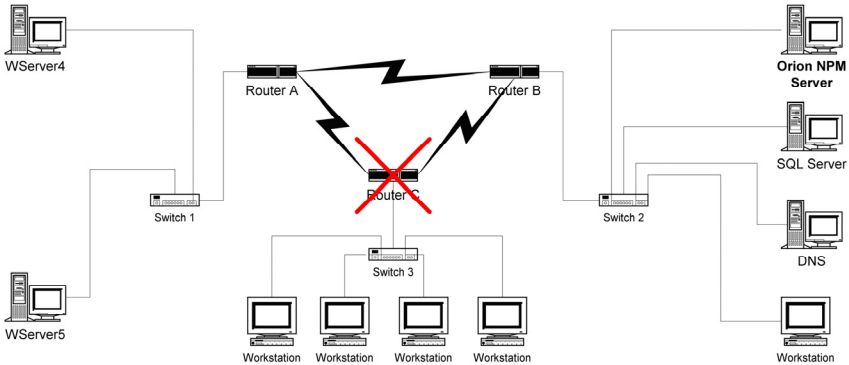 WServer4
Router A
Router B
Orion NPM
Server
SQL Server
Router C
Switch 1
Switch 2
DNS
Switch 3
WServer5
Workstation
Workstation
Workstation
Workstation
Workstation